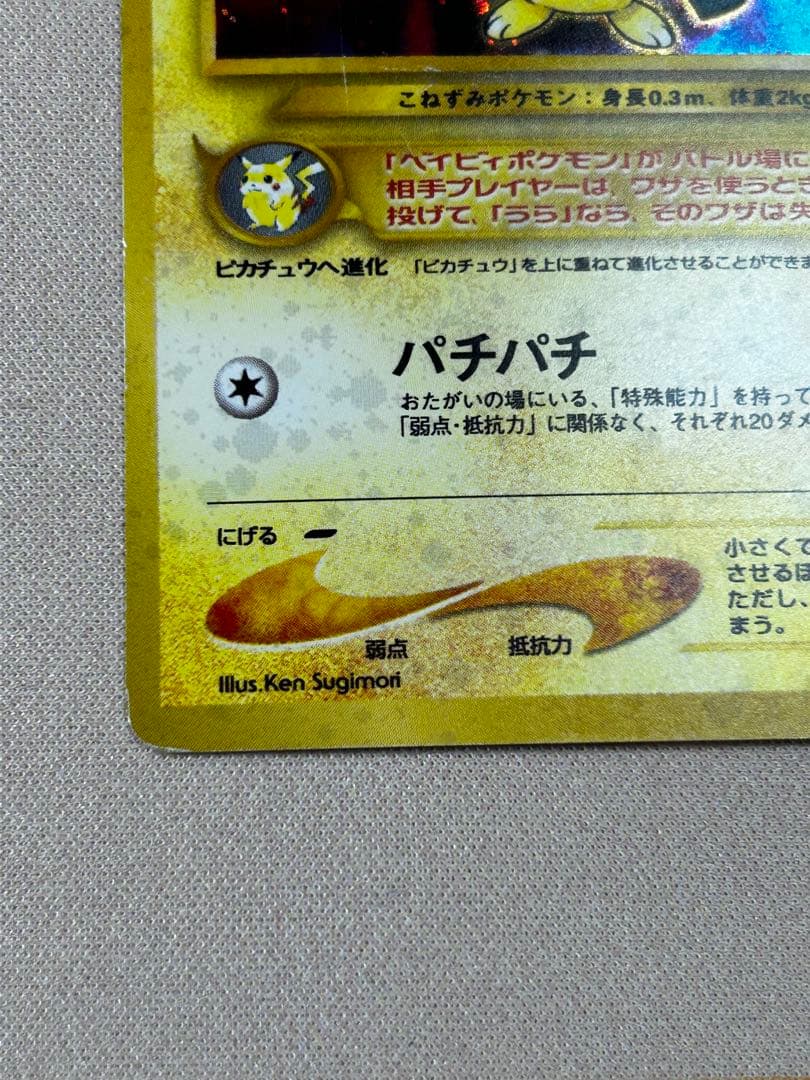 こねずみポケモン：身長0.3m、体重2kg
「ベイビィポケモン」がバトル場に
相手プレイヤーは、ワザを使うとき
投げて、「うら」なら、そのワザは失
ピカチュウへ進化 「ピカチュウ」を上に重ねて進化させることができま
パチパチ
おたがいの場にいる、「特殊能力」を持って
「弱点・抵抗力」に関係なく、それぞれ20ダメ
にげる
小さくて
させるほ
ただし、
まう。
弱点 抵抗力
Illus.Ken Sugimori